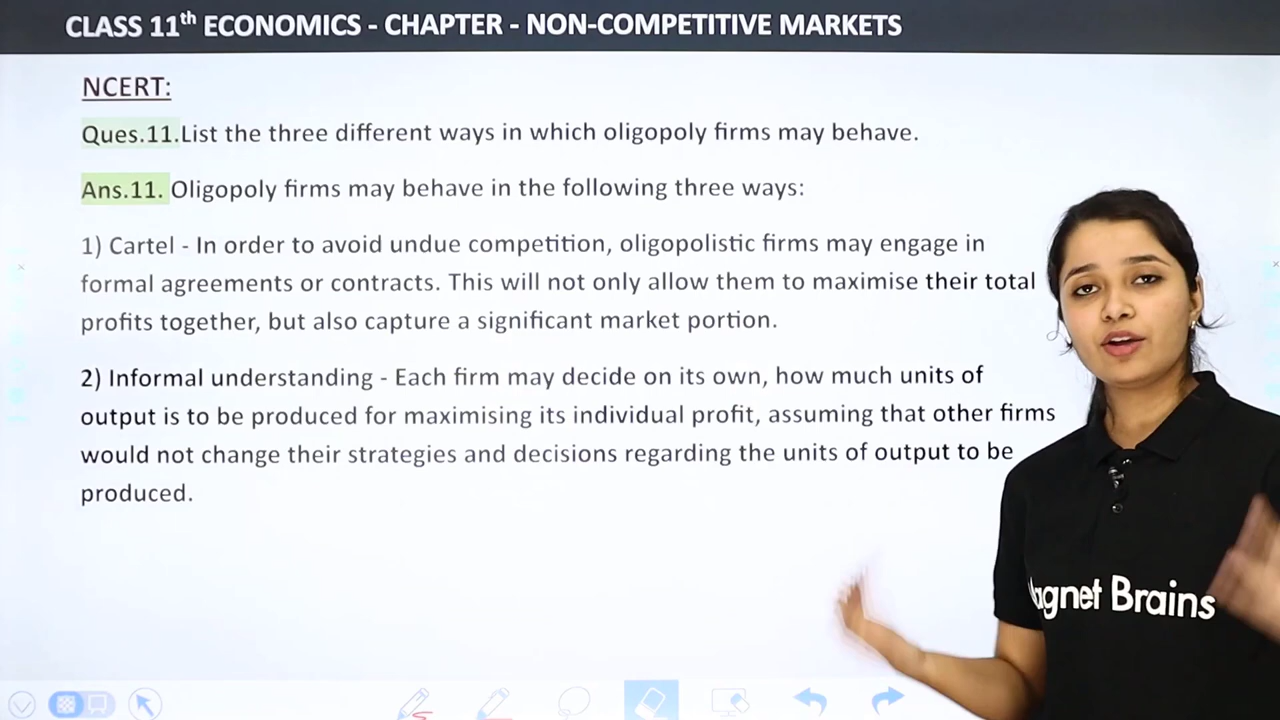 CLASS 11th ECONOMICS - CHAPTER - NON-COMPETITIVE MARKETS
NCERT:
Ques.11.List the three different ways in which oligopoly firms may behave.
Ans.11. Oligopoly firms may behave in the following three ways:
1) Cartel - In order to avoid undue competition, oligopolistic firms may engage in
formal agreements or contracts. This will not only allow them to maximise their total
profits together, but also capture a significant market portion.
2) Informal understanding - Each firm may decide on its own, how much units of
output is to be produced for maximising its individual profit, assuming that other firms
would not change their strategies and decisions regarding the units of output to be
produced.
agnet Brains